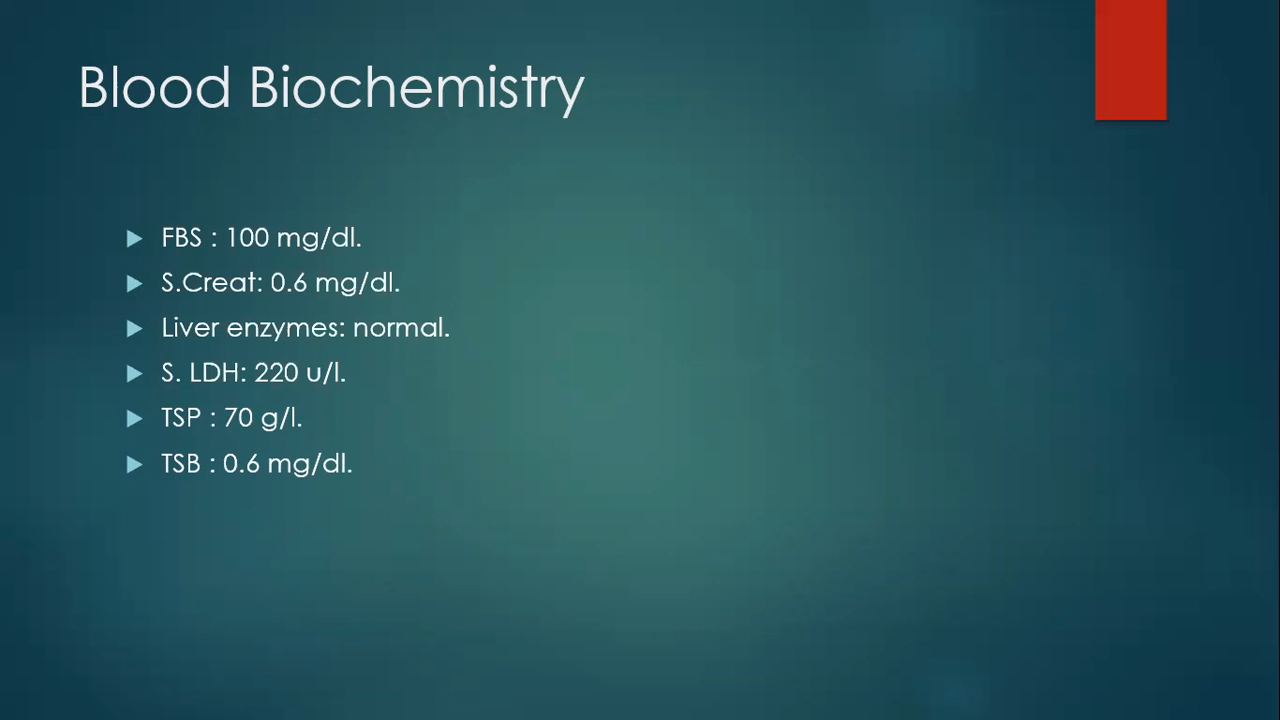 Blood Biochemistry
FBS : 100 mg/dl.
S.Creat: 0.6 mg/dl.
Liver enzymes: normal.
S. LDH: 220 u/l.
TSP : 70 g/l.
TSB : 0.6 mg/dl.